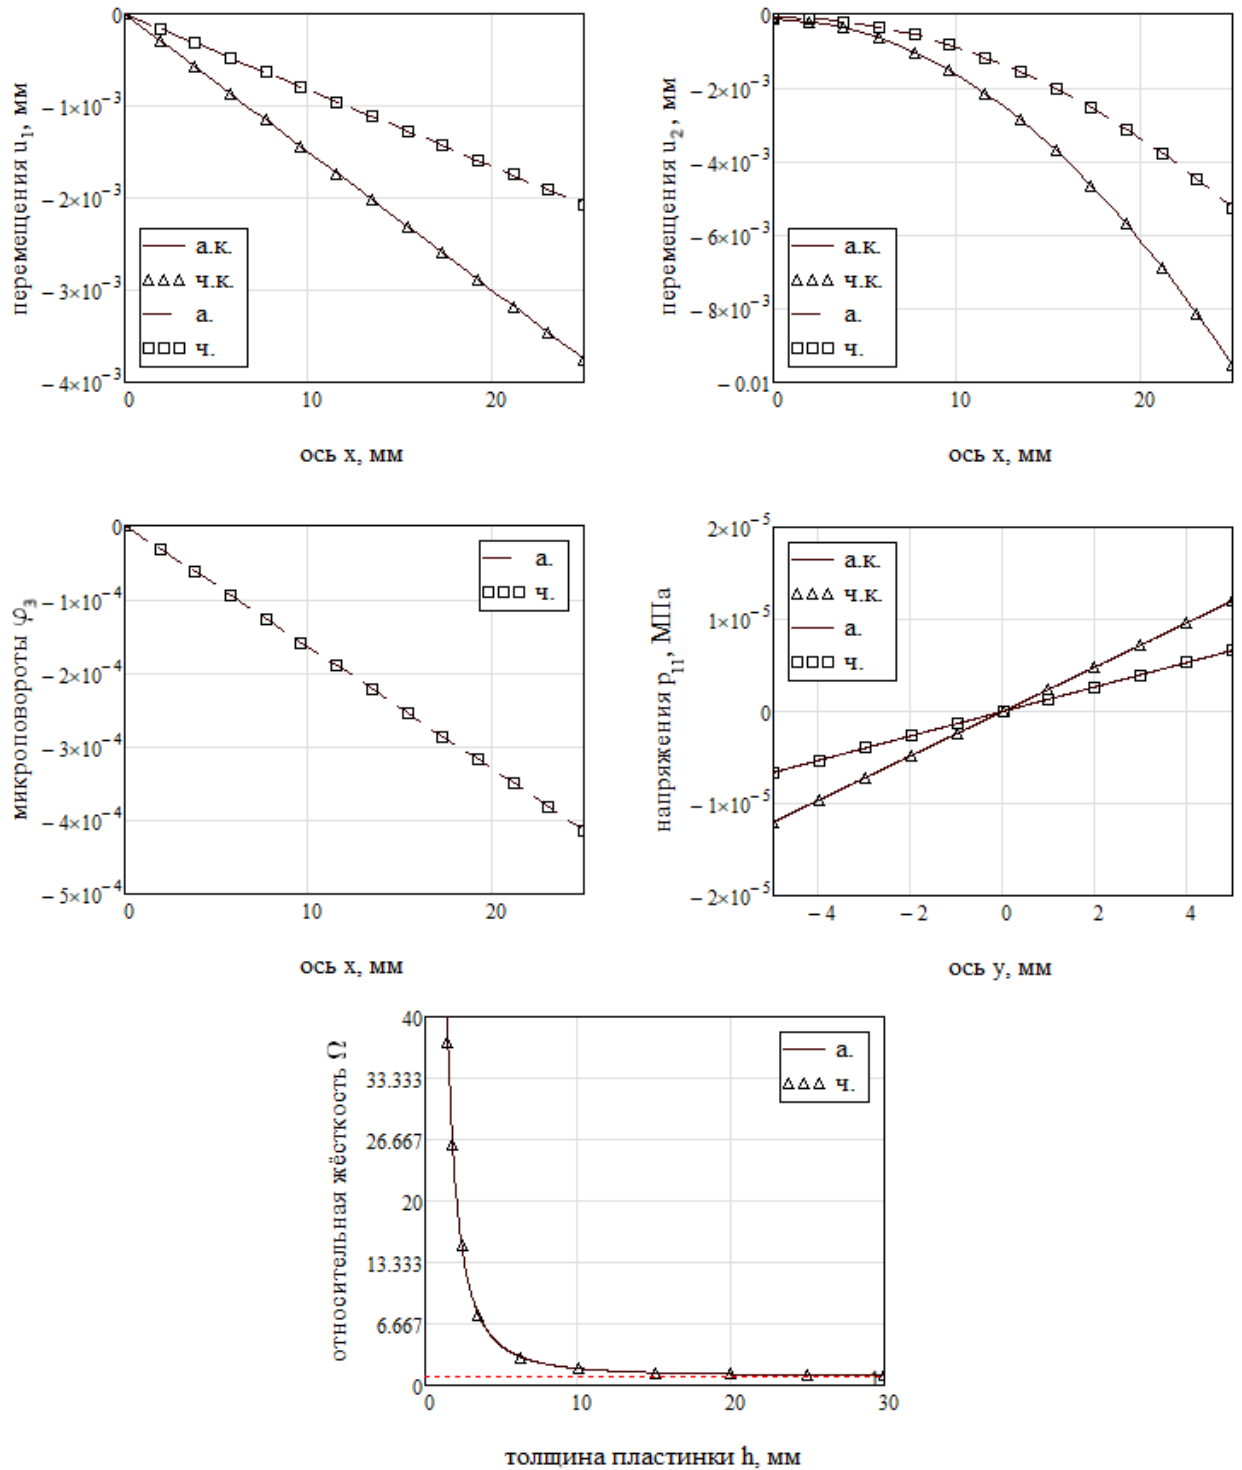 перемещения u₁, мм
0
−1×10⁻³
−2×10⁻³
−3×10⁻³
−4×10⁻³
а.к.
ч.к.
а.
ч.
0 10 20
ось x, мм
перемещения u₂, мм
0
−2×10⁻³
−4×10⁻³
−6×10⁻³
−8×10⁻³
−0.01
а.к.
ч.к.
а.
ч.
0 10 20
ось x, мм
микроповороты φ₃
0
−1×10⁻⁴
−2×10⁻⁴
−3×10⁻⁴
−4×10⁻⁴
−5×10⁻⁴
а.
ч.
0 10 20
ось x, мм
напряжения p₁₁, МПа
2×10⁻⁵
1×10⁻⁵
0
−1×10⁻⁵
−2×10⁻⁵
а.к.
ч.к.
а.
ч.
−4 −2 0 2 4
ось y, мм
относительная жёсткость Ω
40
33.333
26.667
20
13.333
6.667
0
а.
ч.
0 10 20 30
толщина пластинки h, мм